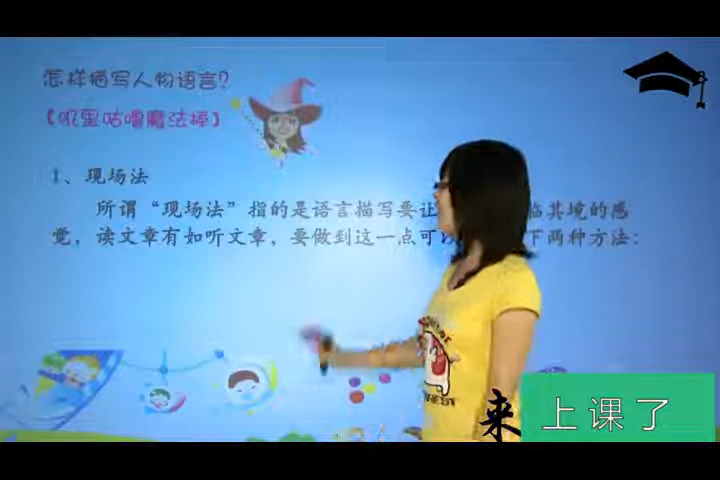 怎样描写人物语言？
【叽里咕噜魔法棒】
1、现场法
所谓“现场法”指的是语言描写要让 临其境的感
觉，读文章有如听文章，要做到这一点可以 下两种方法：
来 上课了